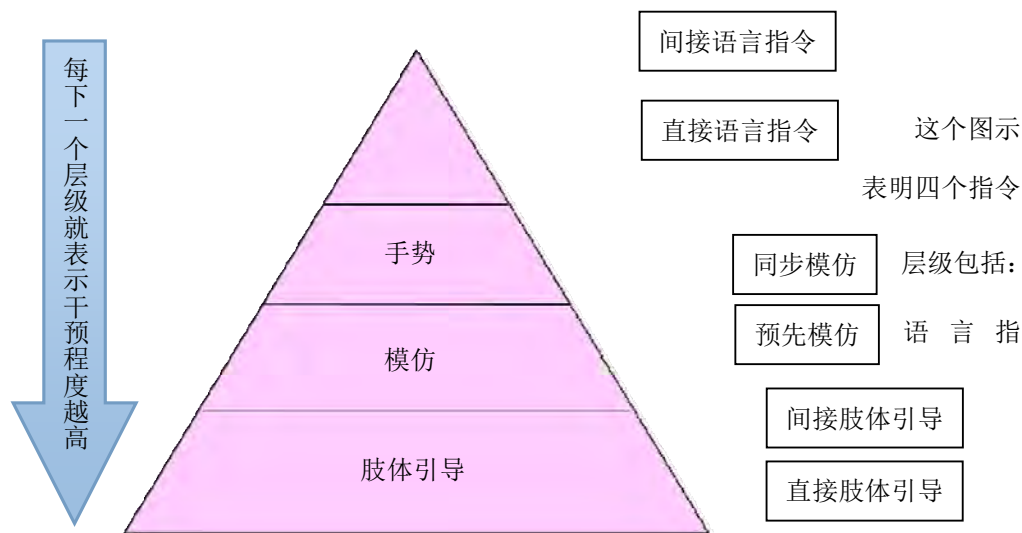 每下一个层级就表示干预程度越高
间接语言指令
直接语言指令
这个图示
表明四个指令
手势
同步模仿
层级包括：
预先模仿
语言指
模仿
间接肢体引导
肢体引导
直接肢体引导